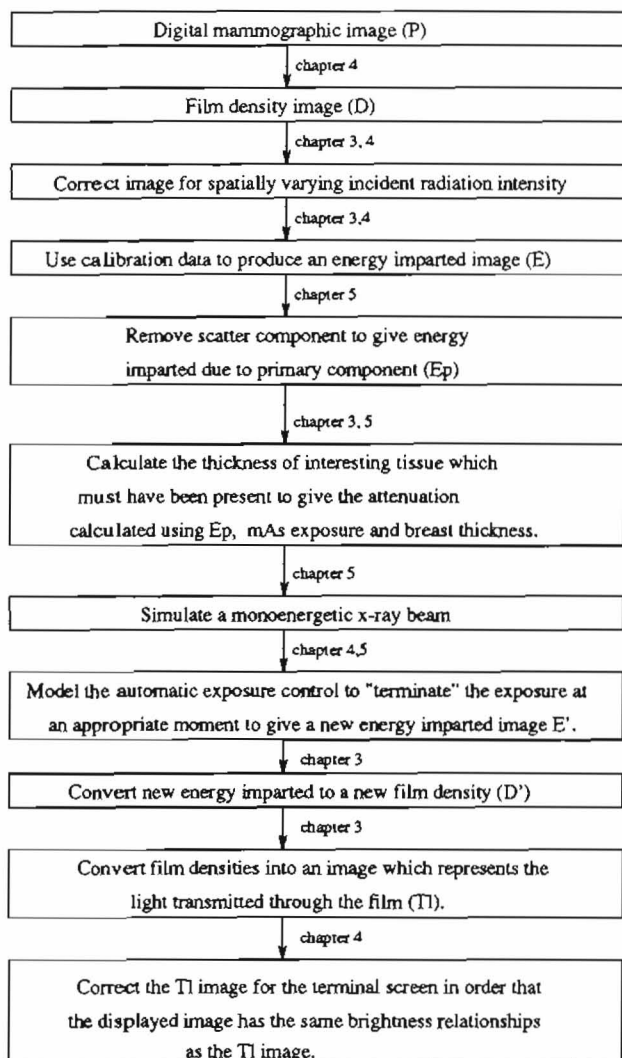 Digital mammographic image (P)
chapter 4
Film density image (D)
chapter 3, 4
Correct image for spatially varying incident radiation intensity
chapter 3,4
Use calibration data to produce an energy imparted image (E)
chapter 5
Remove scatter component to give energy
imparted due to primary component (Ep)
chapter 3, 5
Calculate the thickness of interesting tissue which
must have been present to give the attenuation
calculated using Ep, mAs exposure and breast thickness.
chapter 5
Simulate a monoenergetic x-ray beam
chapter 4,5
Model the automatic exposure control to "terminate" the exposure at
an appropriate moment to give a new energy imparted image E'.
chapter 3
Convert new energy imparted to a new film density (D')
chapter 3
Convert film densities into an image which represents the
light transmitted through the film (Tl).
chapter 4
Correct the Tl image for the terminal screen in order that
the displayed image has the same brightness relationships
as the Tl image.